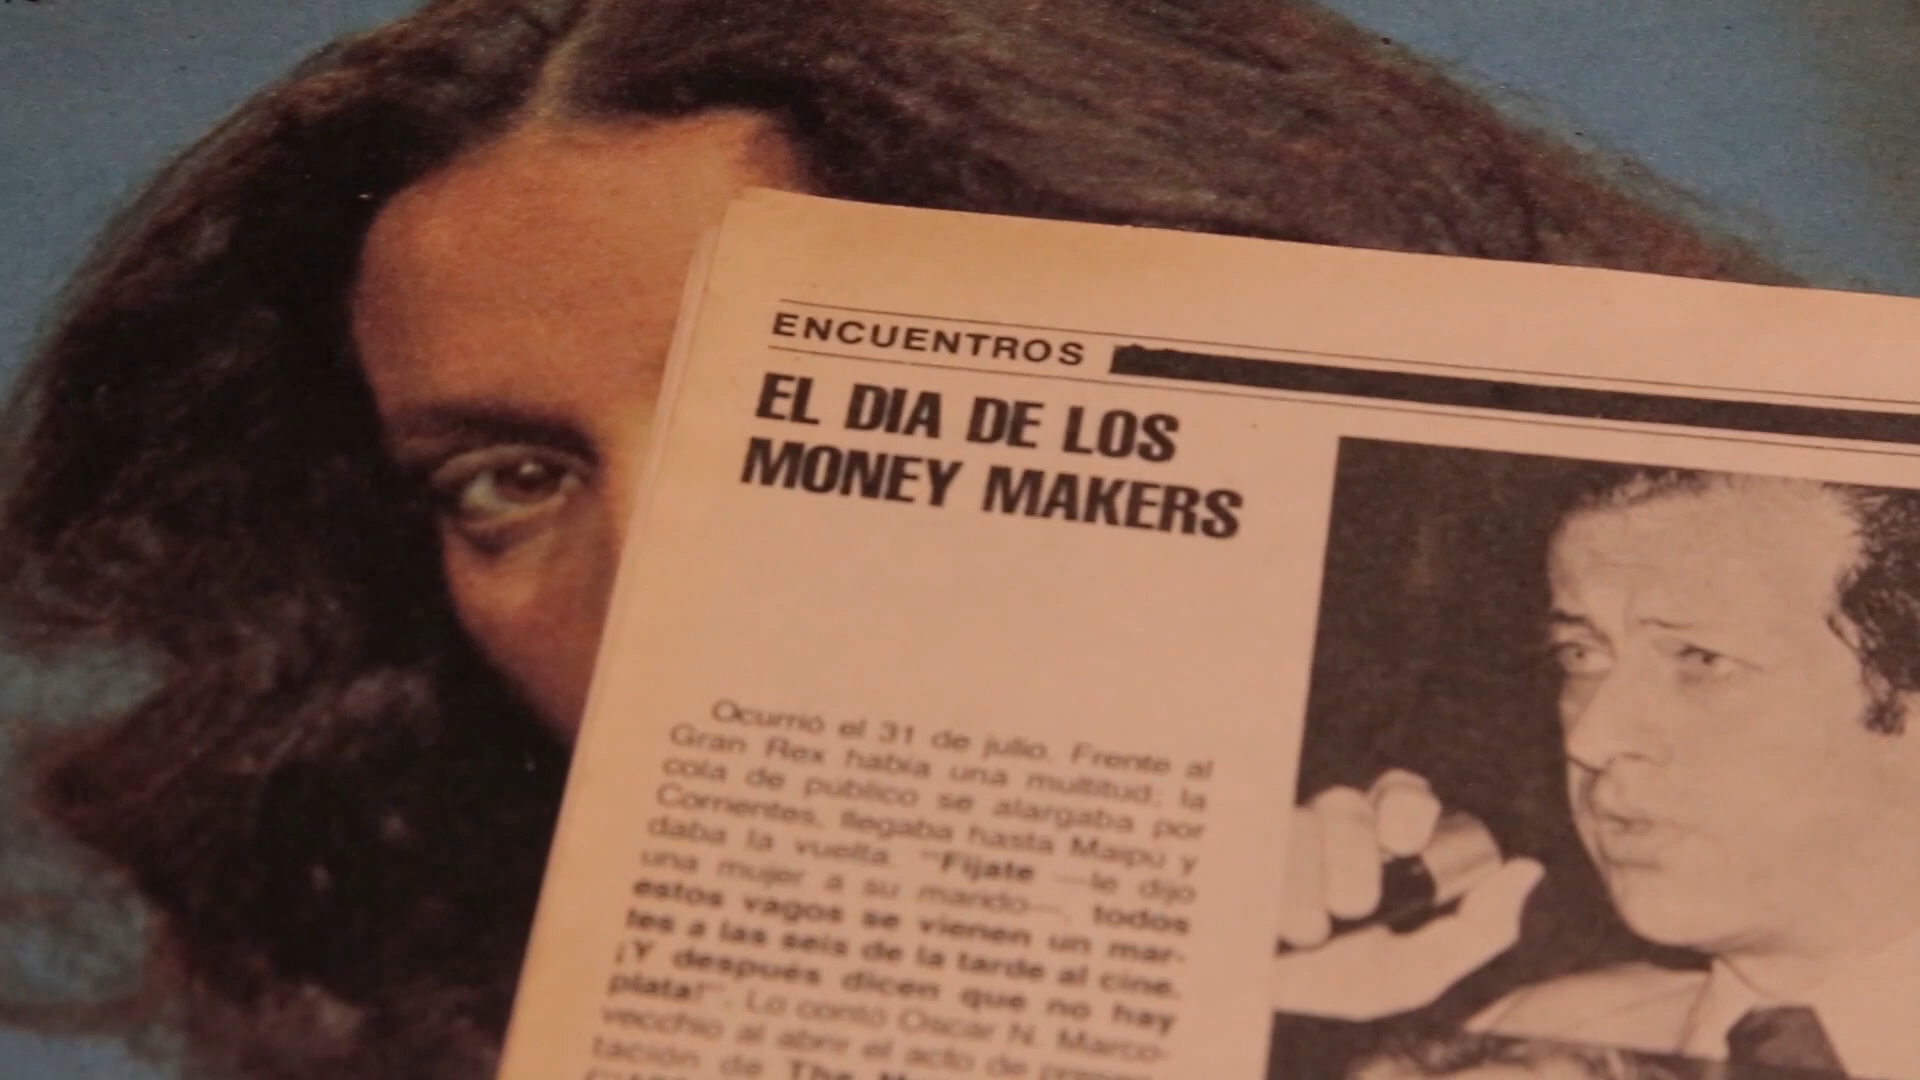 ENCUENTROS
EL DIA DE LOS
MONEY MAKERS
Ocurrió el 31 de julio. Frente al
Gran Rex había una multitud; la
cola de público se alargaba por
Corrientes, llegaba hasta Maipú y
daba la vuelta. "Fijate —le dijo
una mujer a su marido—, todos
estos vagos se vienen un mar-
tes a las seis de la tarde al cine.
¡Y después dicen que no hay
plata!". Lo contó Oscar N. Marco-
vecchio al abrir el acto de presen-
tación de The